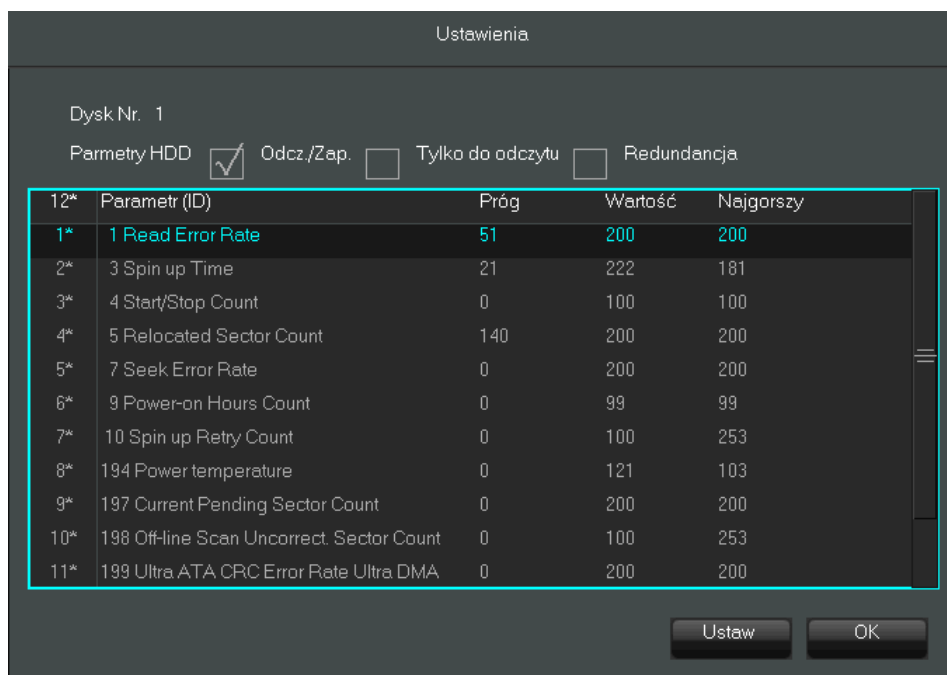 Ustawienia
Dysk Nr. 1
Parmetry HDD Odcz./Zap. Tylko do odczytu Redundancja
12* Parametr (ID) Próg Wartość Najgorszy
1* 1 Read Error Rate 51 200 200
2* 3 Spin up Time 21 222 181
3* 4 Start/Stop Count 0 100 100
4* 5 Relocated Sector Count 140 200 200
5* 7 Seek Error Rate 0 200 200
6* 9 Power-on Hours Count 0 99 99
7* 10 Spin up Retry Count 0 100 253
8* 194 Power temperature 0 121 103
9* 197 Current Pending Sector Count 0 200 200
10* 198 Off-line Scan Uncorrect. Sector Count 0 100 253
11* 199 Ultra ATA CRC Error Rate Ultra DMA 0 200 200
Ustaw OK